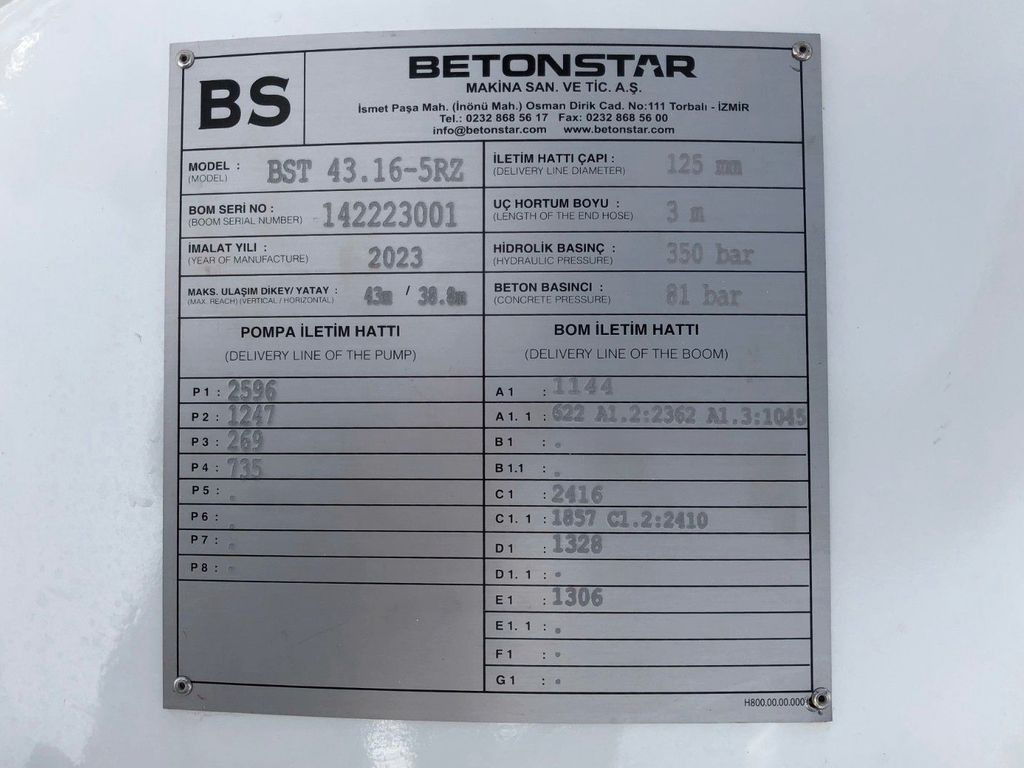 BS
BETONSTAR
MAKİNA SAN. VE TİC. A.Ş.
İsmet Paşa Mah. (İnönü Mah.) Osman Dirik Cad. No:111 Torbalı - İZMİR
Tel.: 0232 868 56 17 Fax: 0232 868 56 00
info@betonstar.com www.betonstar.com
MODEL : BST 43.16-5RZ
(MODEL)
BOM SERİ NO : 142223001
(BOOM SERIAL NUMBER)
İMALAT YILI : 2023
(YEAR OF MANUFACTURE)
MAKS. ULAŞIM DİKEY/ YATAY : 43m / 38.8m
(MAX. REACH) (VERTICAL / HORIZONTAL)
İLETİM HATTI ÇAPI : 125 mm
(DELIVERY LINE DIAMETER)
UÇ HORTUM BOYU : 3 m
(LENGTH OF THE END HOSE)
HİDROLİK BASINÇ : 350 bar
(HYDRAULIC PRESSURE)
BETON BASINCI : 81 bar
(CONCRETE PRESSURE)
POMPA İLETİM HATTI
(DELIVERY LINE OF THE PUMP)
P1 : 2596
P2 : 1247
P3 : 269
P4 : 735
P5 : .
P6 : .
P7 : .
P8 : .
BOM İLETİM HATTI
(DELIVERY LINE OF THE BOOM)
A1 : 1144
A1. 1 : 622 A1.2:2362 A1.3:1045
B1 : .
B1.1 : .
C1 : 2416
C1. 1 : 1857 C1.2:2410
D1 : 1328
D1. 1 : .
E1 : 1306
E1. 1 : .
F1 : .
G1 : .